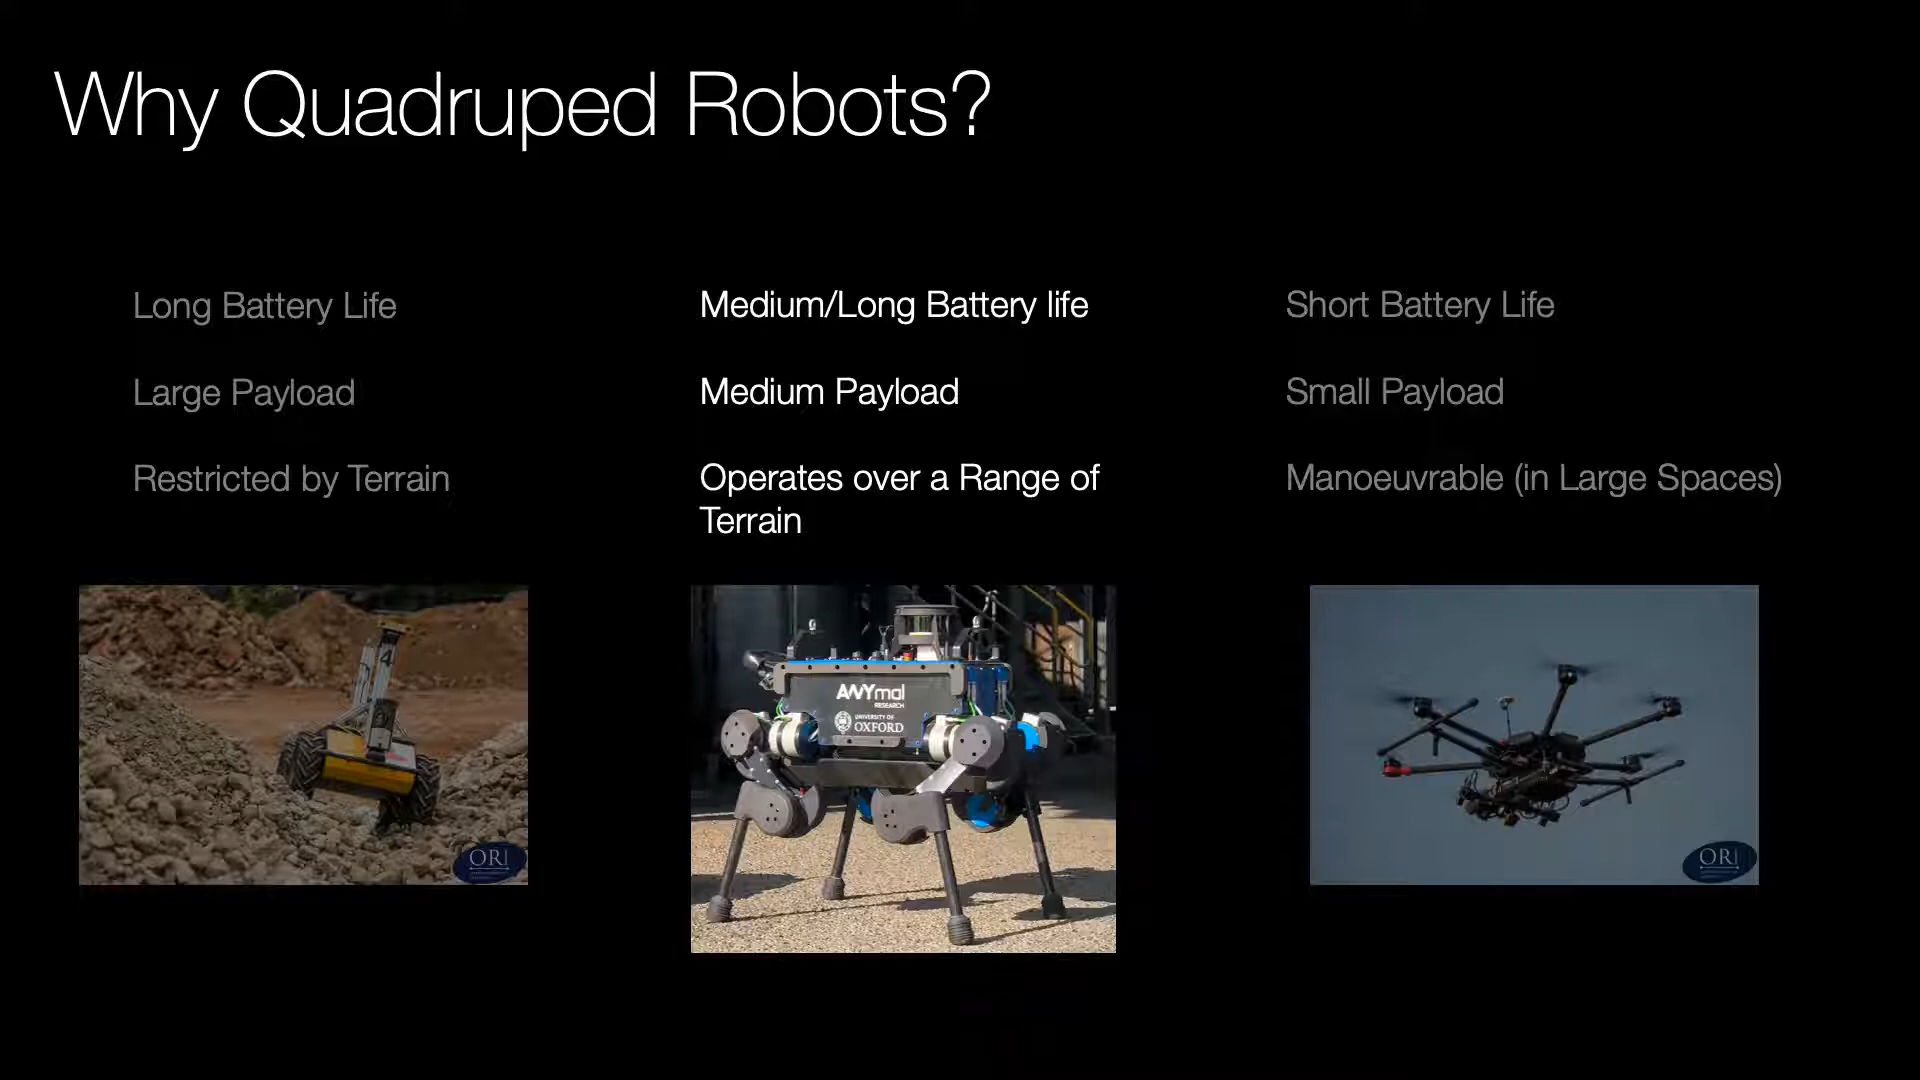 Why Quadruped Robots?
Long Battery Life
Large Payload
Restricted by Terrain
Medium/Long Battery life
Medium Payload
Operates over a Range of
Terrain
Short Battery Life
Small Payload
Manoeuvrable (in Large Spaces)
4
ORI
ANYmal
RESEARCH
UNIVERSITY OF
OXFORD
ORI